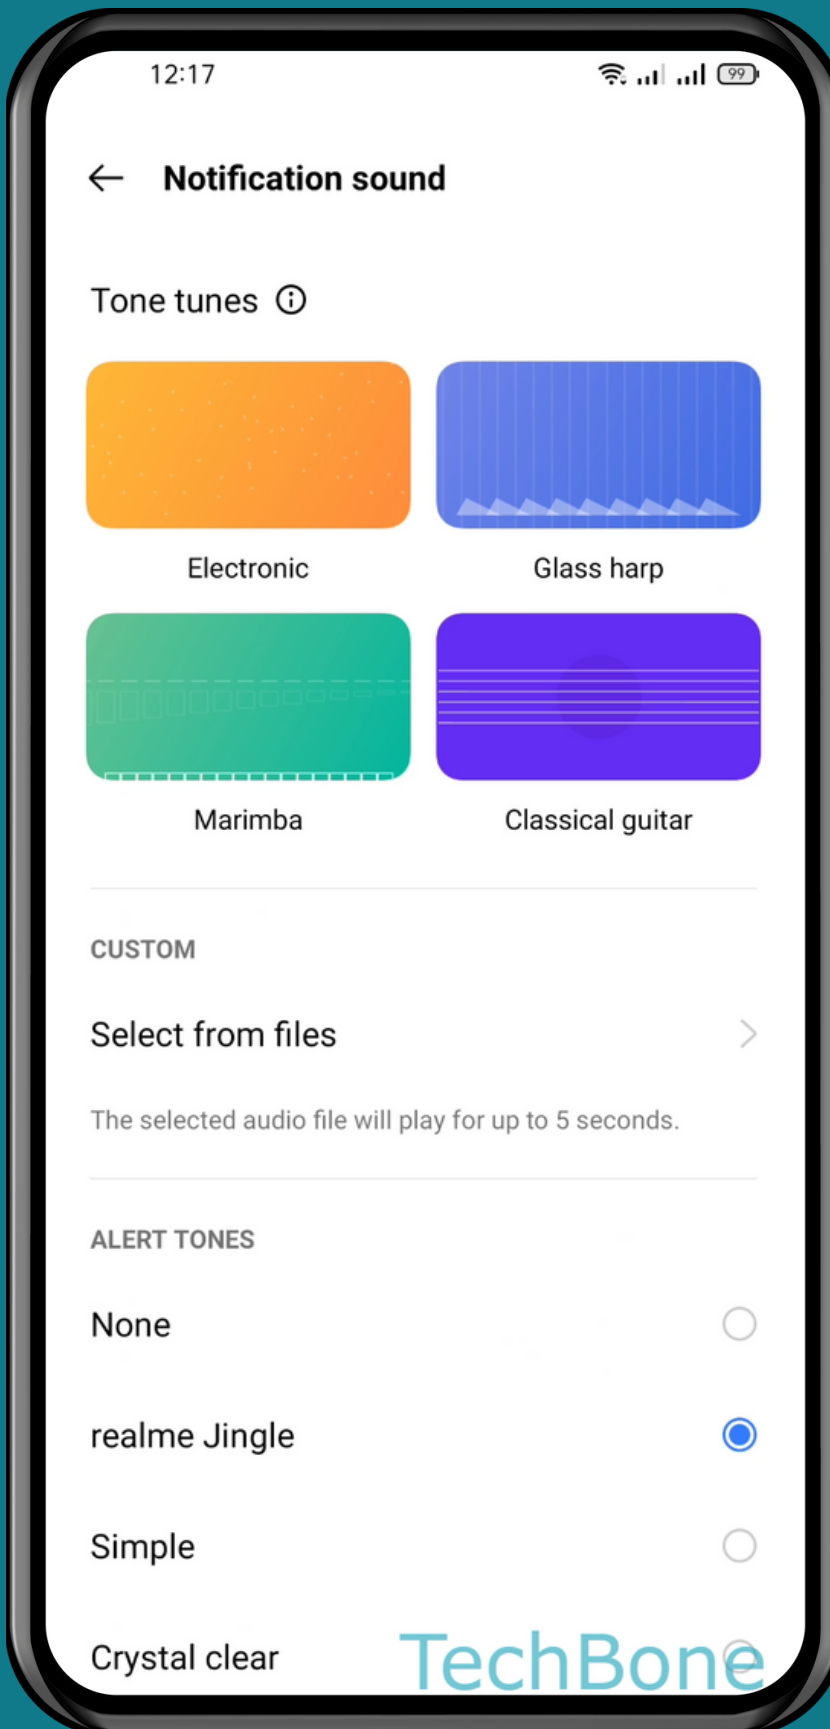 12:17
99
Notification sound
Tone tunes
Electronic
Glass harp
Marimba
Classical guitar
CUSTOM
Select from files
The selected audio file will play for up to 5 seconds.
ALERT TONES
None
realme Jingle
Simple
Crystal clear
TechBone